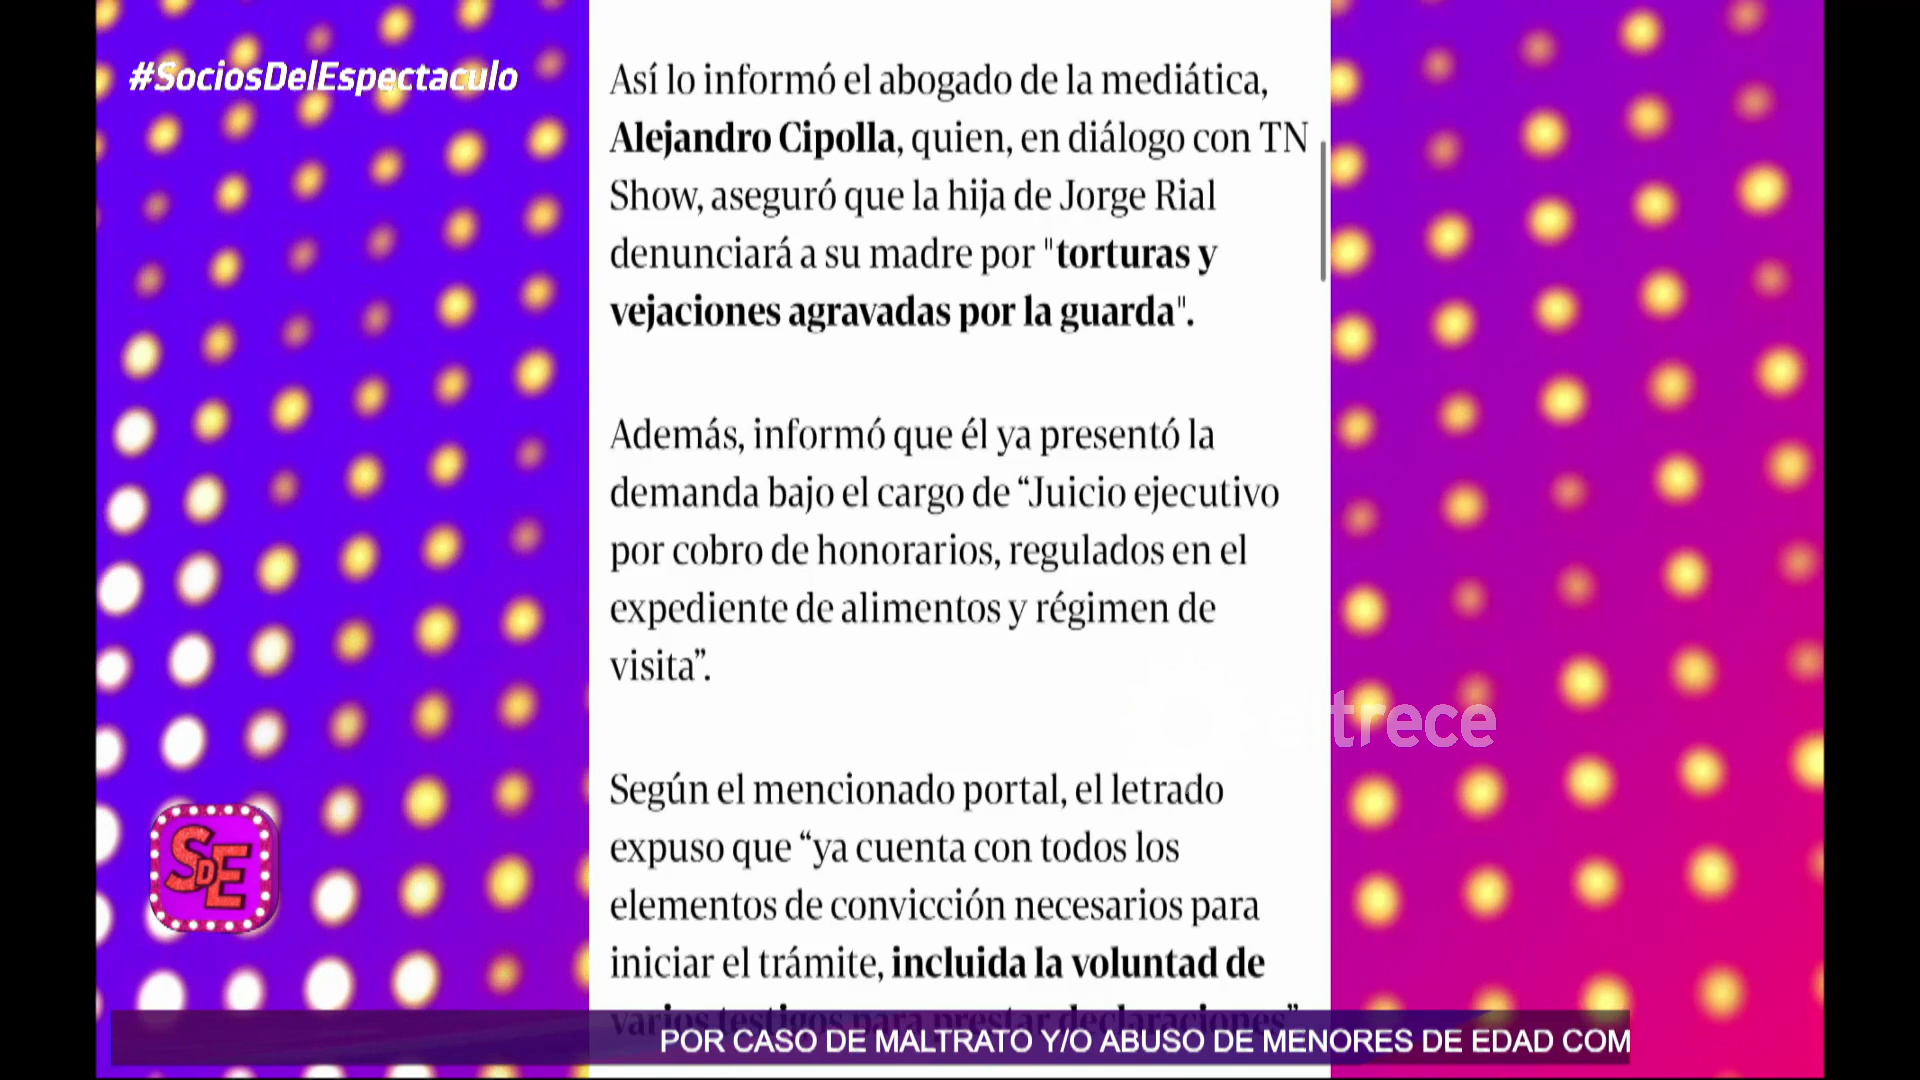 #SociosDelEspectaculo
Así lo informó el abogado de la mediática,
Alejandro Cipolla, quien, en diálogo con TN
Show, aseguró que la hija de Jorge Rial
denunciará a su madre por "torturas y
vejaciones agravadas por la guarda".
Además, informó que él ya presentó la
demanda bajo el cargo de “Juicio ejecutivo
por cobro de honorarios, regulados en el
expediente de alimentos y régimen de
visita”.
eltrece
Según el mencionado portal, el letrado
expuso que “ya cuenta con todos los
elementos de convicción necesarios para
iniciar el trámite, incluida la voluntad de
varios testigos para prestar declaraciones”
SDE
POR CASO DE MALTRATO Y/O ABUSO DE MENORES DE EDAD COM